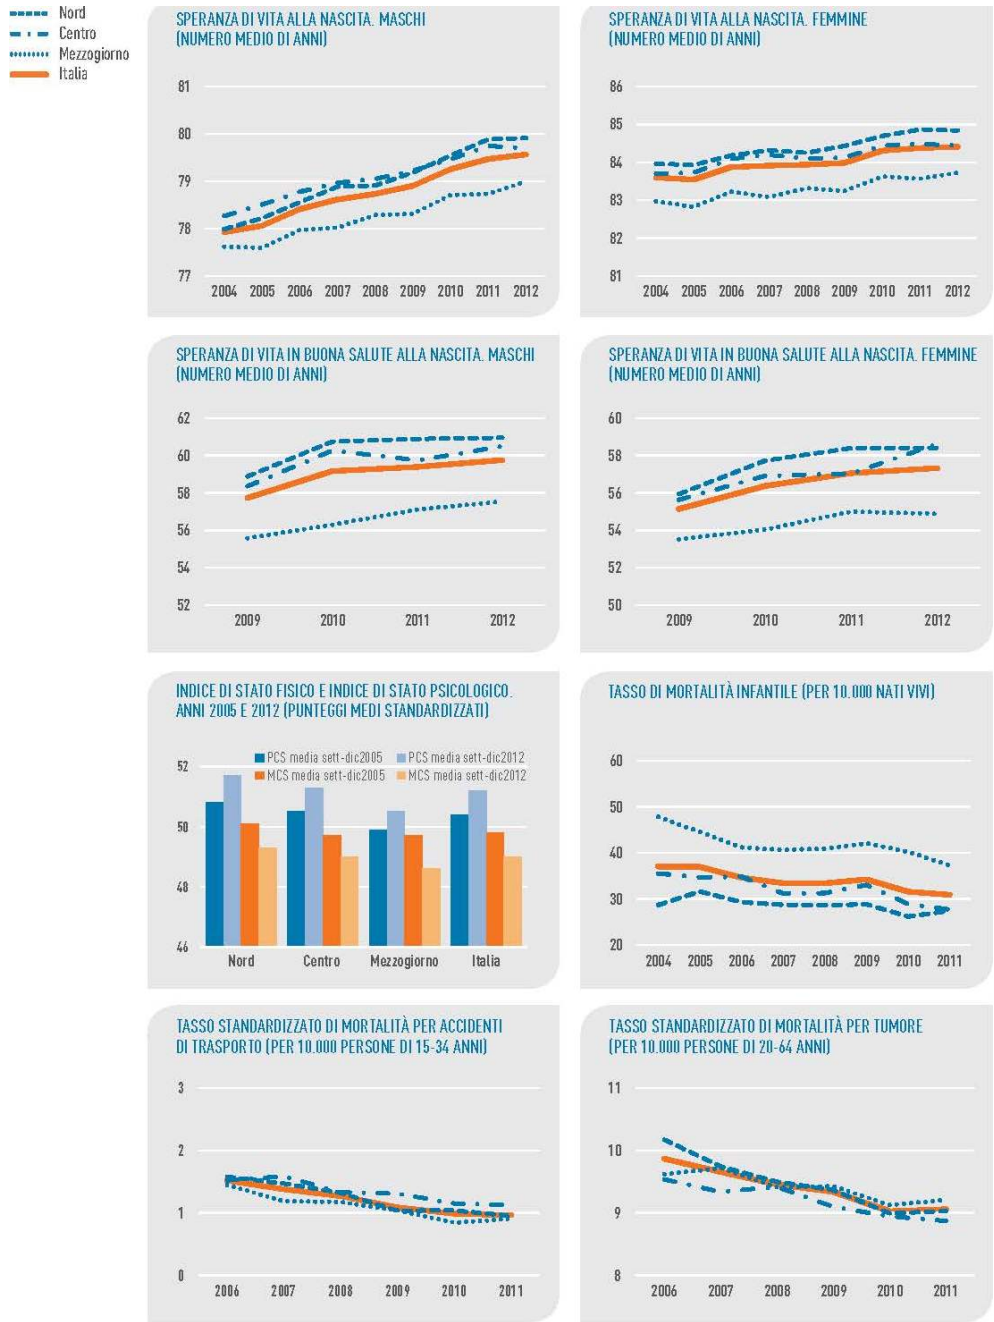 Nord
Centro
Mezzogiorno
Italia
SPERANZA DI VITA ALLA NASCITA. MASCHI
(NUMERO MEDIO DI ANNI)
81
80
79
78
77
2004 2005 2006 2007 2008 2009 2010 2011 2012
SPERANZA DI VITA ALLA NASCITA. FEMMINE
(NUMERO MEDIO DI ANNI)
86
85
84
83
82
81
2004 2005 2006 2007 2008 2009 2010 2011 2012
SPERANZA DI VITA IN BUONA SALUTE ALLA NASCITA. MASCHI
(NUMERO MEDIO DI ANNI)
62
60
58
56
54
52
2009 2010 2011 2012
SPERANZA DI VITA IN BUONA SALUTE ALLA NASCITA. FEMMINE
(NUMERO MEDIO DI ANNI)
60
58
56
54
52
50
2009 2010 2011 2012
INDICE DI STATO FISICO E INDICE DI STATO PSICOLOGICO.
ANNI 2005 E 2012 (PUNTEGGI MEDI STANDARDIZZATI)
PCS media sett-dic2005 PCS media sett-dic2012
MCS media sett-dic2005 MCS media sett-dic2012
52
50
48
46
Nord Centro Mezzogiorno Italia
TASSO DI MORTALITÀ INFANTILE (PER 10.000 NATI VIVI)
60
50
40
30
20
2004 2005 2006 2007 2008 2009 2010 2011
TASSO STANDARDIZZATO DI MORTALITÀ PER ACCIDENTI
DI TRASPORTO (PER 10.000 PERSONE DI 15-34 ANNI)
3
2
1
0
2006 2007 2008 2009 2010 2011
TASSO STANDARDIZZATO DI MORTALITÀ PER TUMORE
(PER 10.000 PERSONE DI 20-64 ANNI)
11
10
9
8
2006 2007 2008 2009 2010 2011